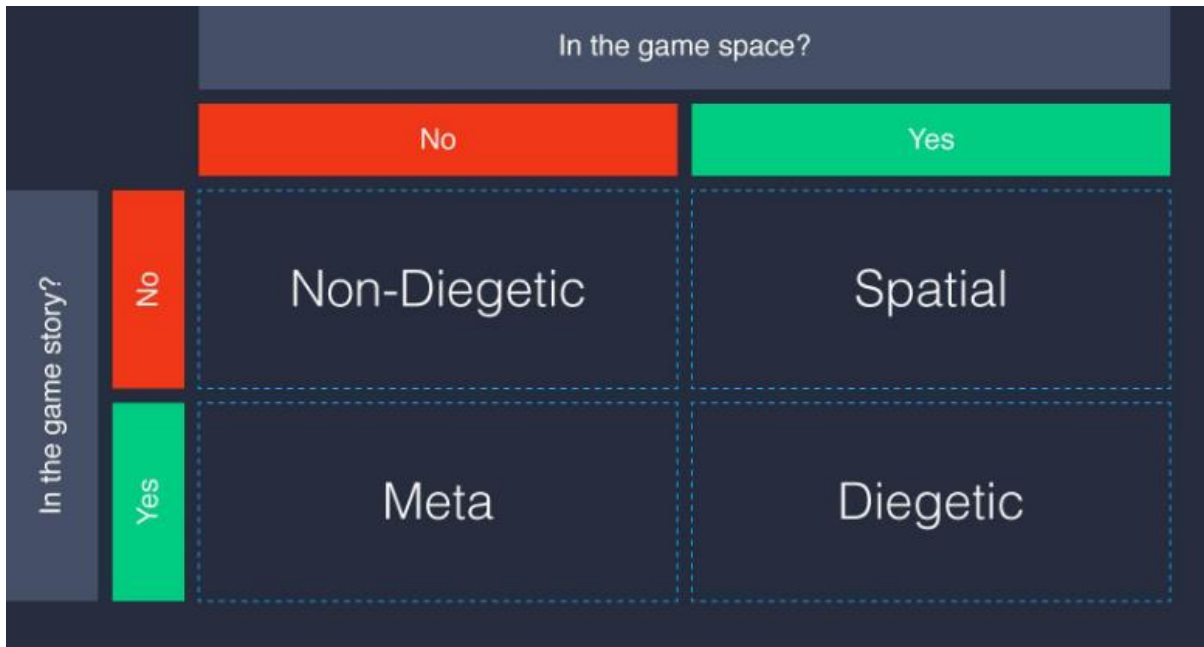 In the game space?
No
Yes
In the game story?
No
Non-Diegetic
Spatial
Yes
Meta
Diegetic